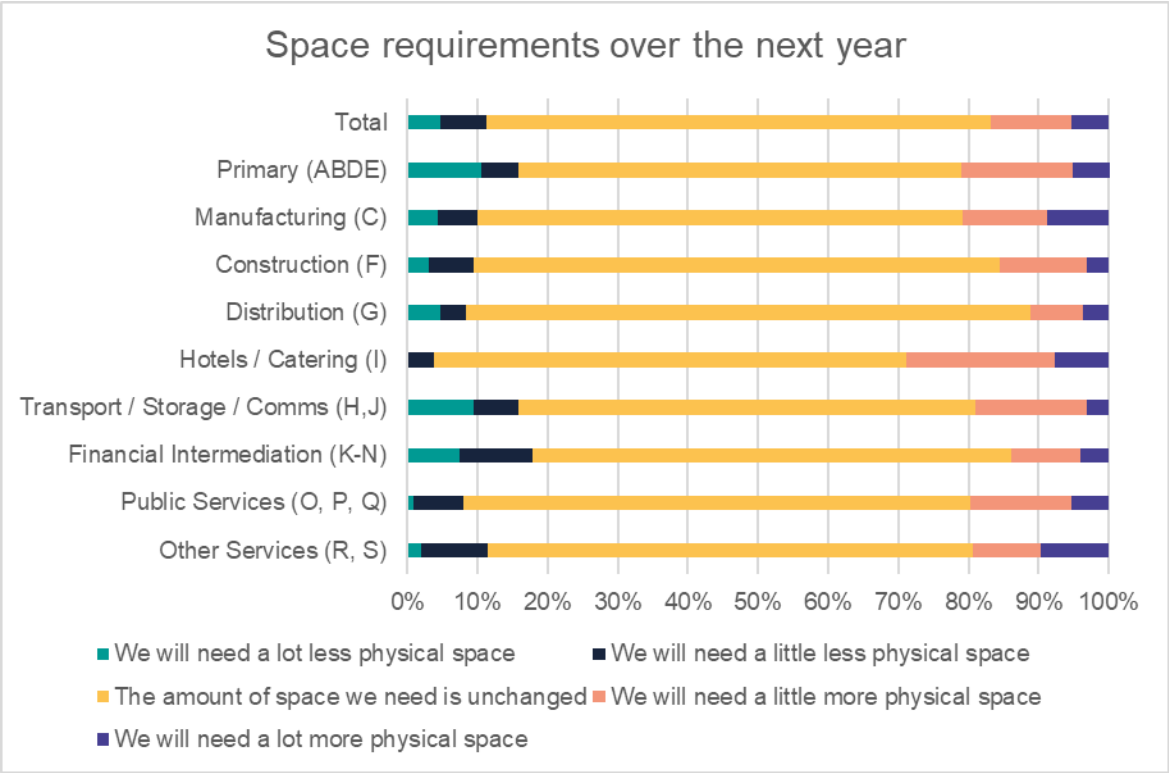 Space requirements over the next year
Total
Primary (ABDE)
Manufacturing (C)
Construction (F)
Distribution (G)
Hotels / Catering (I)
Transport / Storage / Comms (H,J)
Financial Intermediation (K-N)
Public Services (O, P, Q)
Other Services (R, S)
0% 10% 20% 30% 40% 50% 60% 70% 80% 90% 100%
We will need a lot less physical space We will need a little less physical space
The amount of space we need is unchanged We will need a little more physical space
We will need a lot more physical space